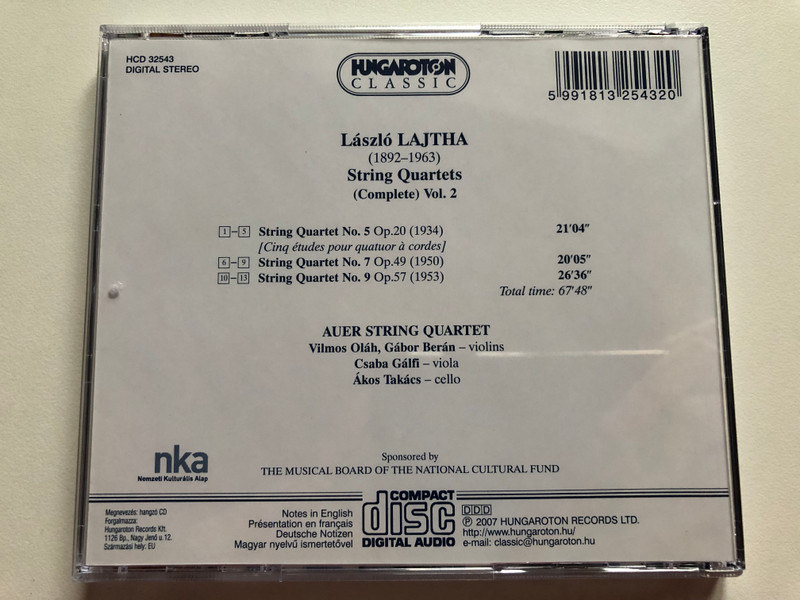 HCD 32543
DIGITAL STEREO
HUNGAROTON
CLASSIC
5 991813 254320
László LAJTHA
(1892–1963)
String Quartets
(Complete) Vol. 2
1–5 String Quartet No. 5 Op.20 (1934) 21'04"
[Cinq études pour quatuor à cordes]
6–9 String Quartet No. 7 Op.49 (1950) 20'05"
10–13 String Quartet No. 9 Op.57 (1953) 26'36"
Total time: 67'48"
AUER STRING QUARTET
Vilmos Oláh, Gábor Berán – violins
Csaba Gálfi – viola
Ákos Takács – cello
nka
Nemzeti Kulturális Alap
Sponsored by
THE MUSICAL BOARD OF THE NATIONAL CULTURAL FUND
Megnevezés: hangzó CD
Forgalmazza:
Hungaroton Records Kft.
1126 Bp., Nagy Jenő u. 12.
Származási hely: EU
Notes in English
Présentation en français
Deutsche Notizen
Magyar nyelvű ismertetővel
COMPACT
disc
DIGITAL AUDIO
DDD
℗ 2007 HUNGAROTON RECORDS LTD.
http://www.hungaroton.hu/
e-mail: classic@hungaroton.hu